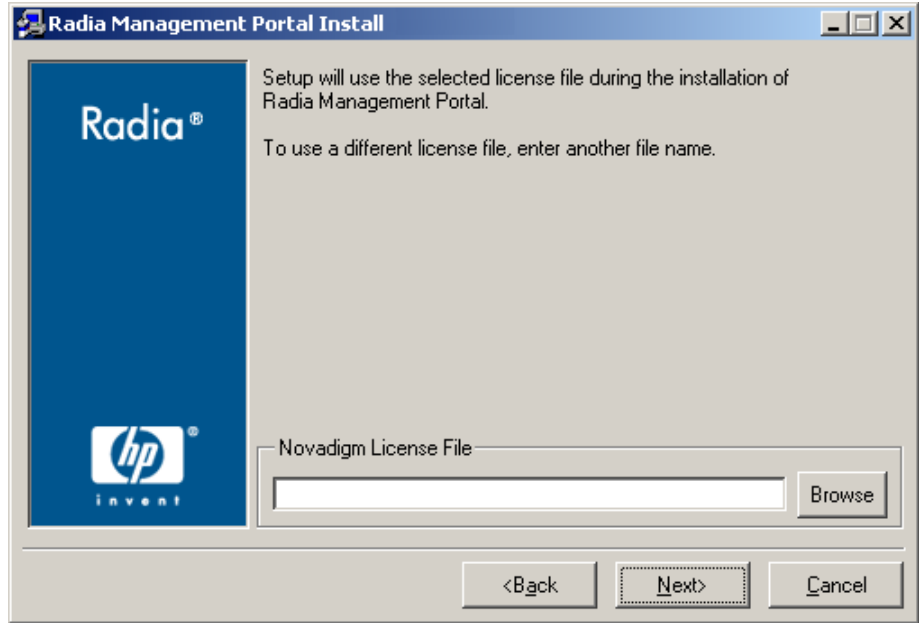 Radia Management Portal Install
Radia®
Setup will use the selected license file during the installation of
Radia Management Portal.
To use a different license file, enter another file name.
hp®
invent
Novadigm License File
Browse
<Back
Next>
Cancel